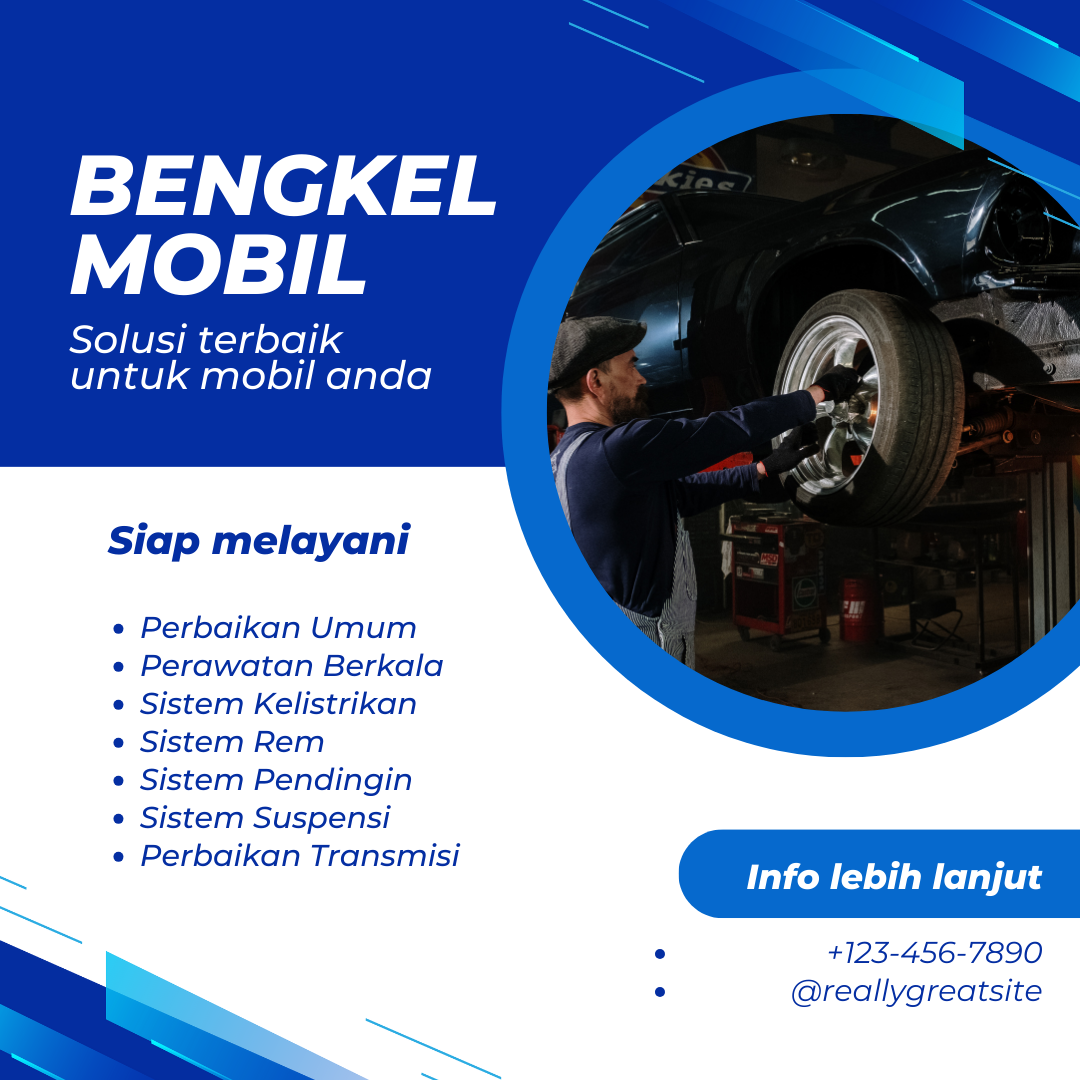 BENGKEL
MOBIL
Solusi terbaik
untuk mobil anda
kies
Siap melayani
Perbaikan Umum
Perawatan Berkala
Sistem Kelistrikan
Sistem Rem
Sistem Pendingin
Sistem Suspensi
Perbaikan Transmisi
Info lebih lanjut
+123-456-7890
@reallygreatsite